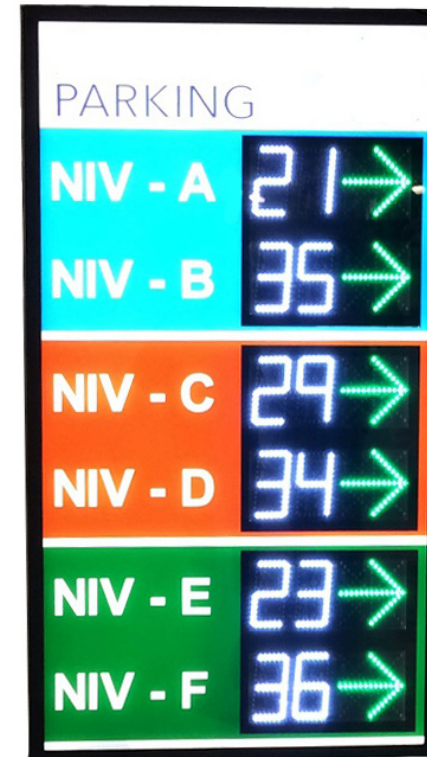 PARKING
NIV - A 21 →
NIV - B 35 →
NIV - C 29 →
NIV - D 34 →
NIV - E 23 →
NIV - F 36 →